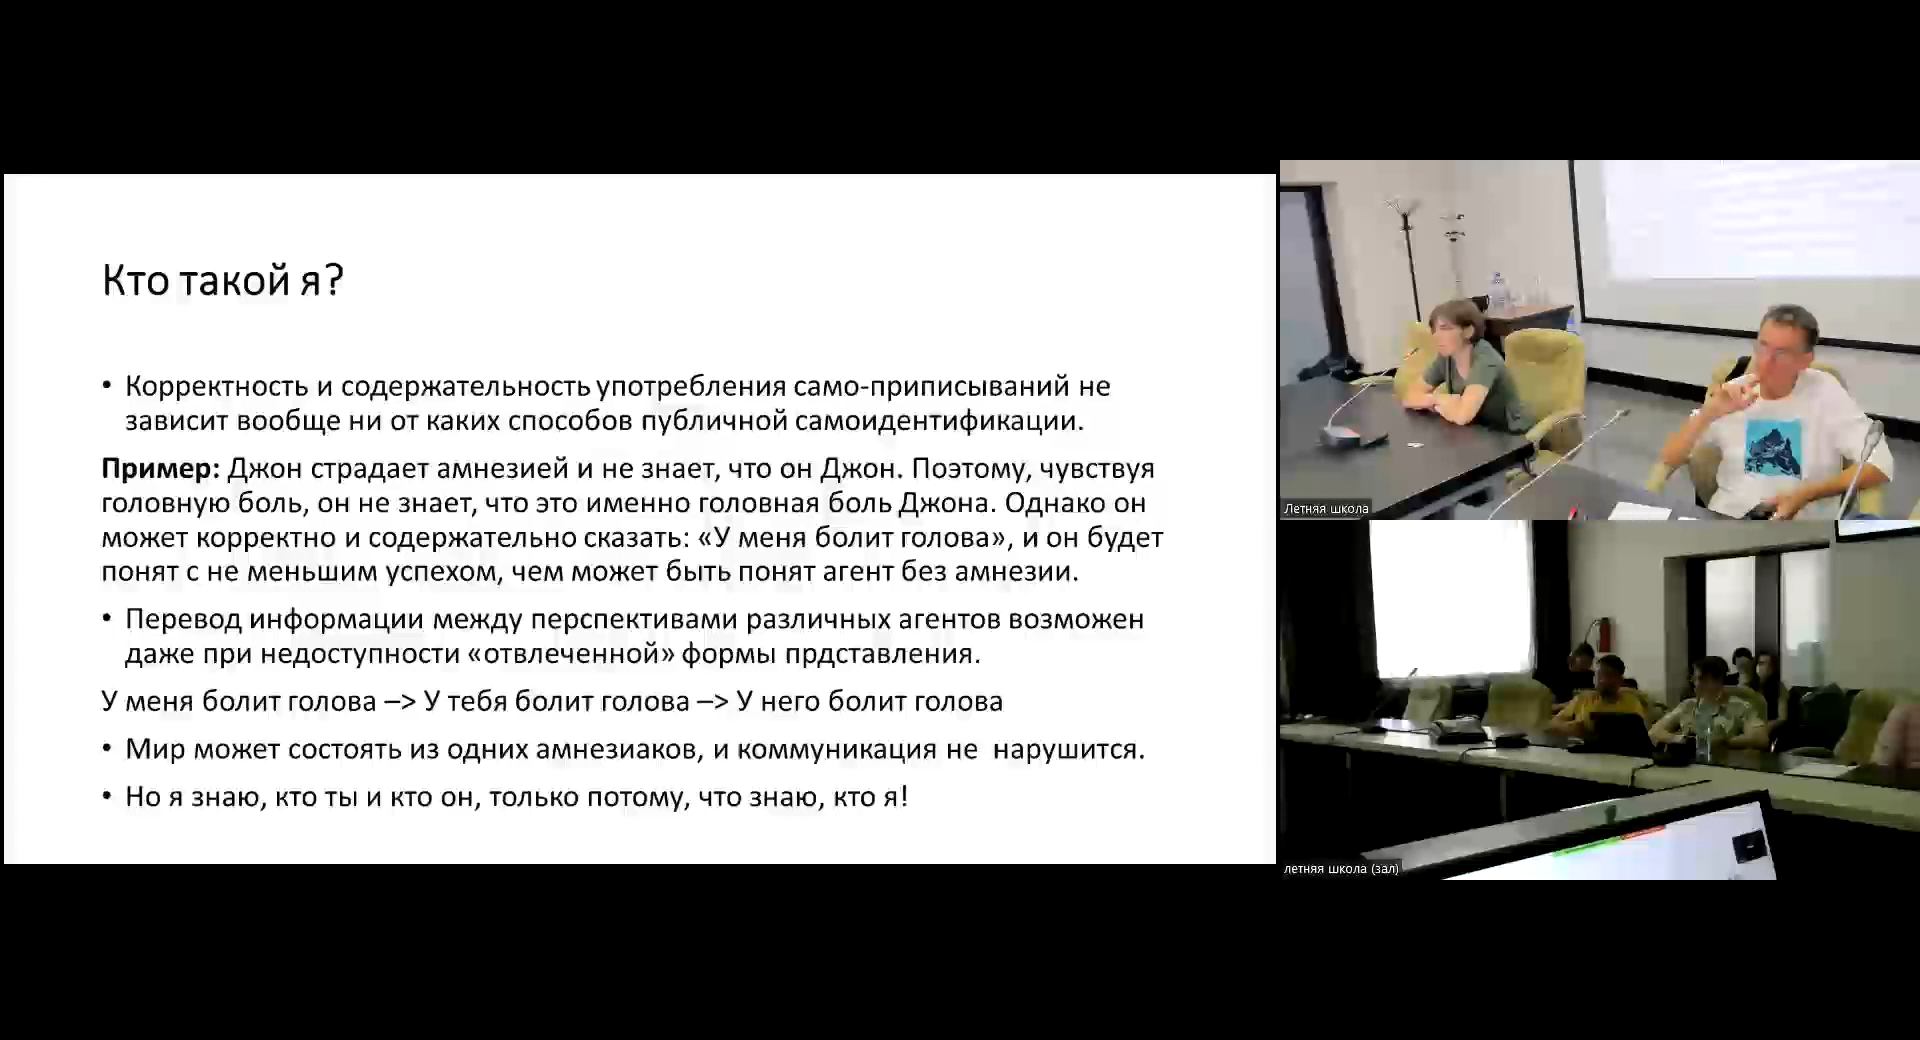 Кто такой я?
• Корректность и содержательность употребления само-приписываний не
зависит вообще ни от каких способов публичной самоидентификации.
Пример: Джон страдает амнезией и не знает, что он Джон. Поэтому, чувствуя
головную боль, он не знает, что это именно головная боль Джона. Однако он
может корректно и содержательно сказать: «У меня болит голова», и он будет
понят с не меньшим успехом, чем может быть понят агент без амнезии.
• Перевод информации между перспективами различных агентов возможен
даже при недоступности «отвлеченной» формы прдставления.
У меня болит голова –> У тебя болит голова –> У него болит голова
• Мир может состоять из одних амнезиаков, и коммуникация не  нарушится.
• Но я знаю, кто ты и кто он, только потому, что знаю, кто я!
Летняя школа
летняя школа (зал)